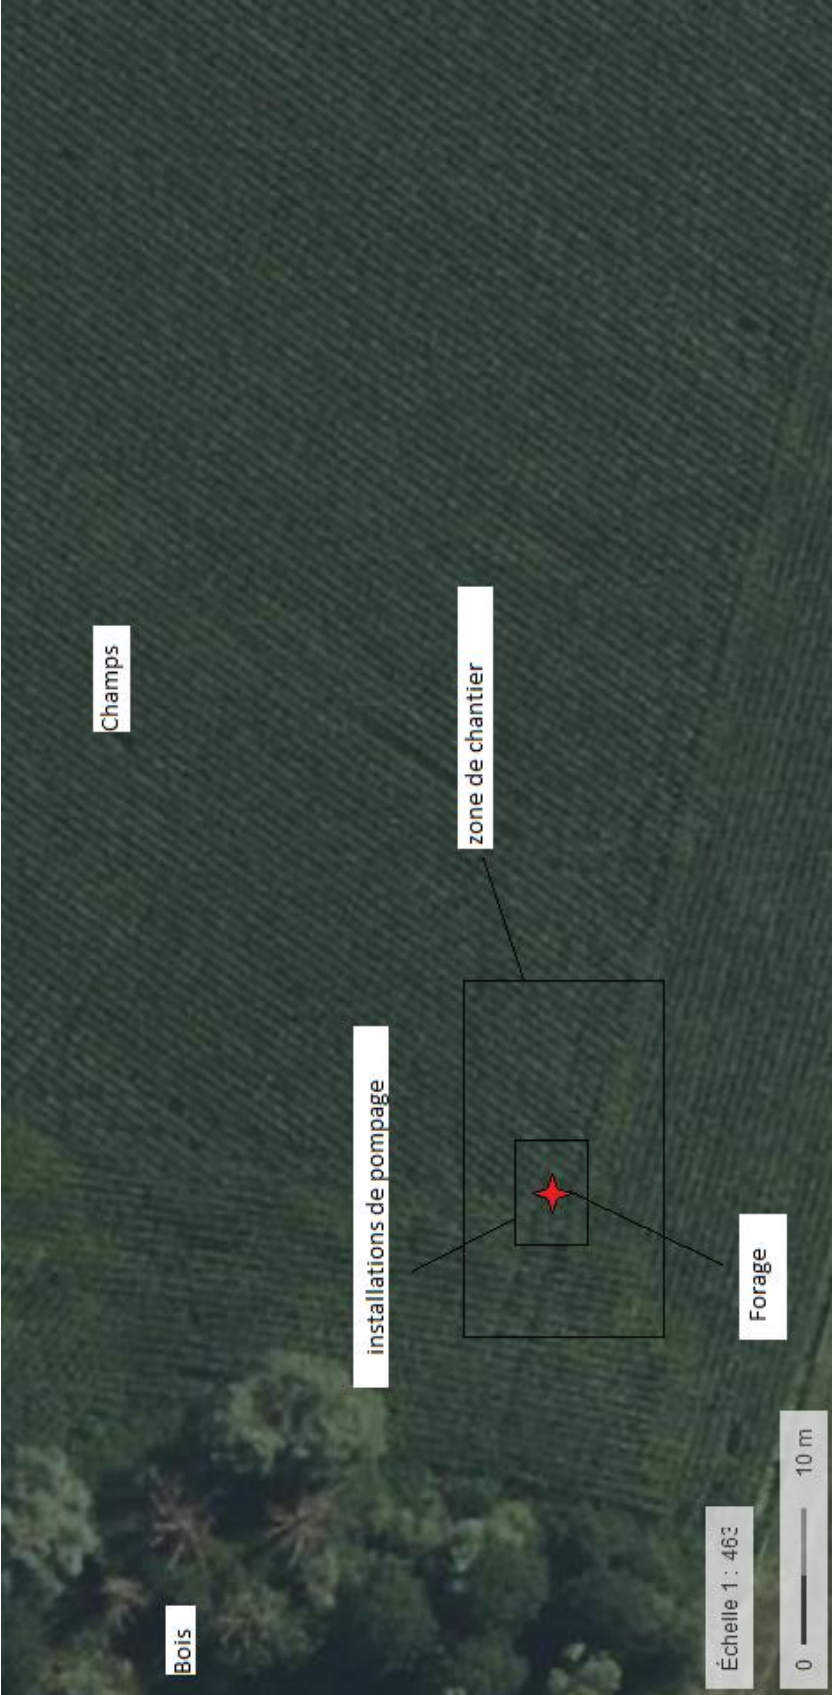 Champs
Bois
installations de pompage
zone de chantier
Forage
Échelle 1 :
0 10 m